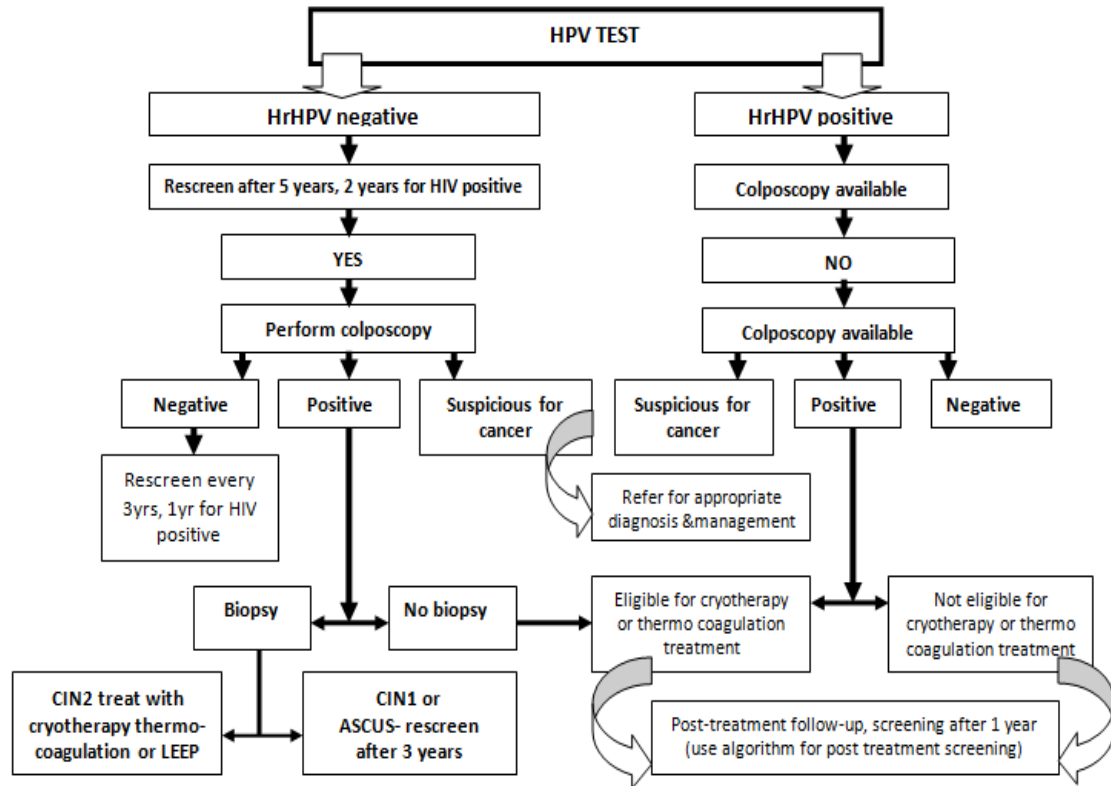 HPV TEST
HrHPV negative
HrHPV positive
Rescreen after 5 years, 2 years for HIV positive
Colposcopy available
YES
NO
Perform colposcopy
Colposcopy available
Negative
Positive
Suspicious for
cancer
Suspicious for
cancer
Positive
Negative
Rescreen every
3yrs, 1yr for HIV
positive
Refer for appropriate
diagnosis &management
Biopsy
No biopsy
Eligible for cryotherapy
or thermo coagulation
treatment
Not eligible for
cryotherapy or thermo
coagulation treatment
CIN2 treat with
cryotherapy thermo-
coagulation or LEEP
CIN1 or
ASCUS- rescreen
after 3 years
Post-treatment follow-up, screening after 1 year
(use algorithm for post treatment screening)